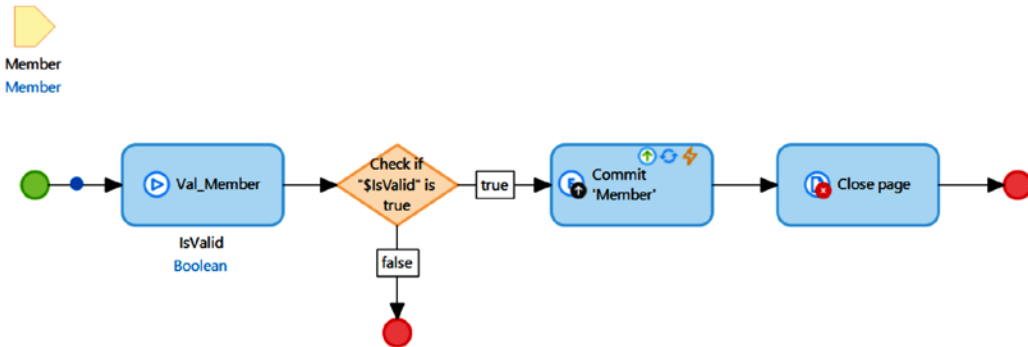 Member
Member
Val_Member
IsValid
Boolean
Check if
"$IsValid" is
true
true
false
Commit
'Member'
Close page